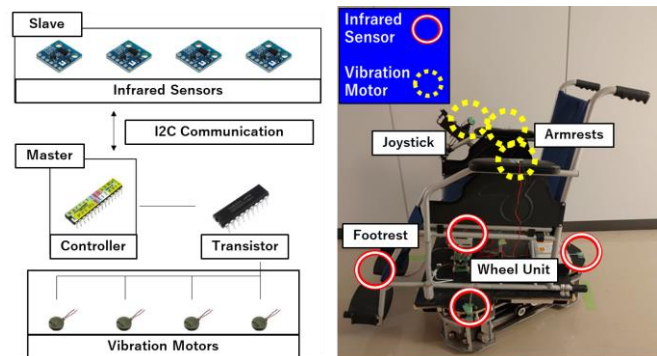 Slave
Infrared Sensors
I2C Communication
Master
Controller
Transistor
Vibration Motors
Infrared
Sensor
Vibration
Motor
Joystick
Armrests
Footrest
Wheel Unit